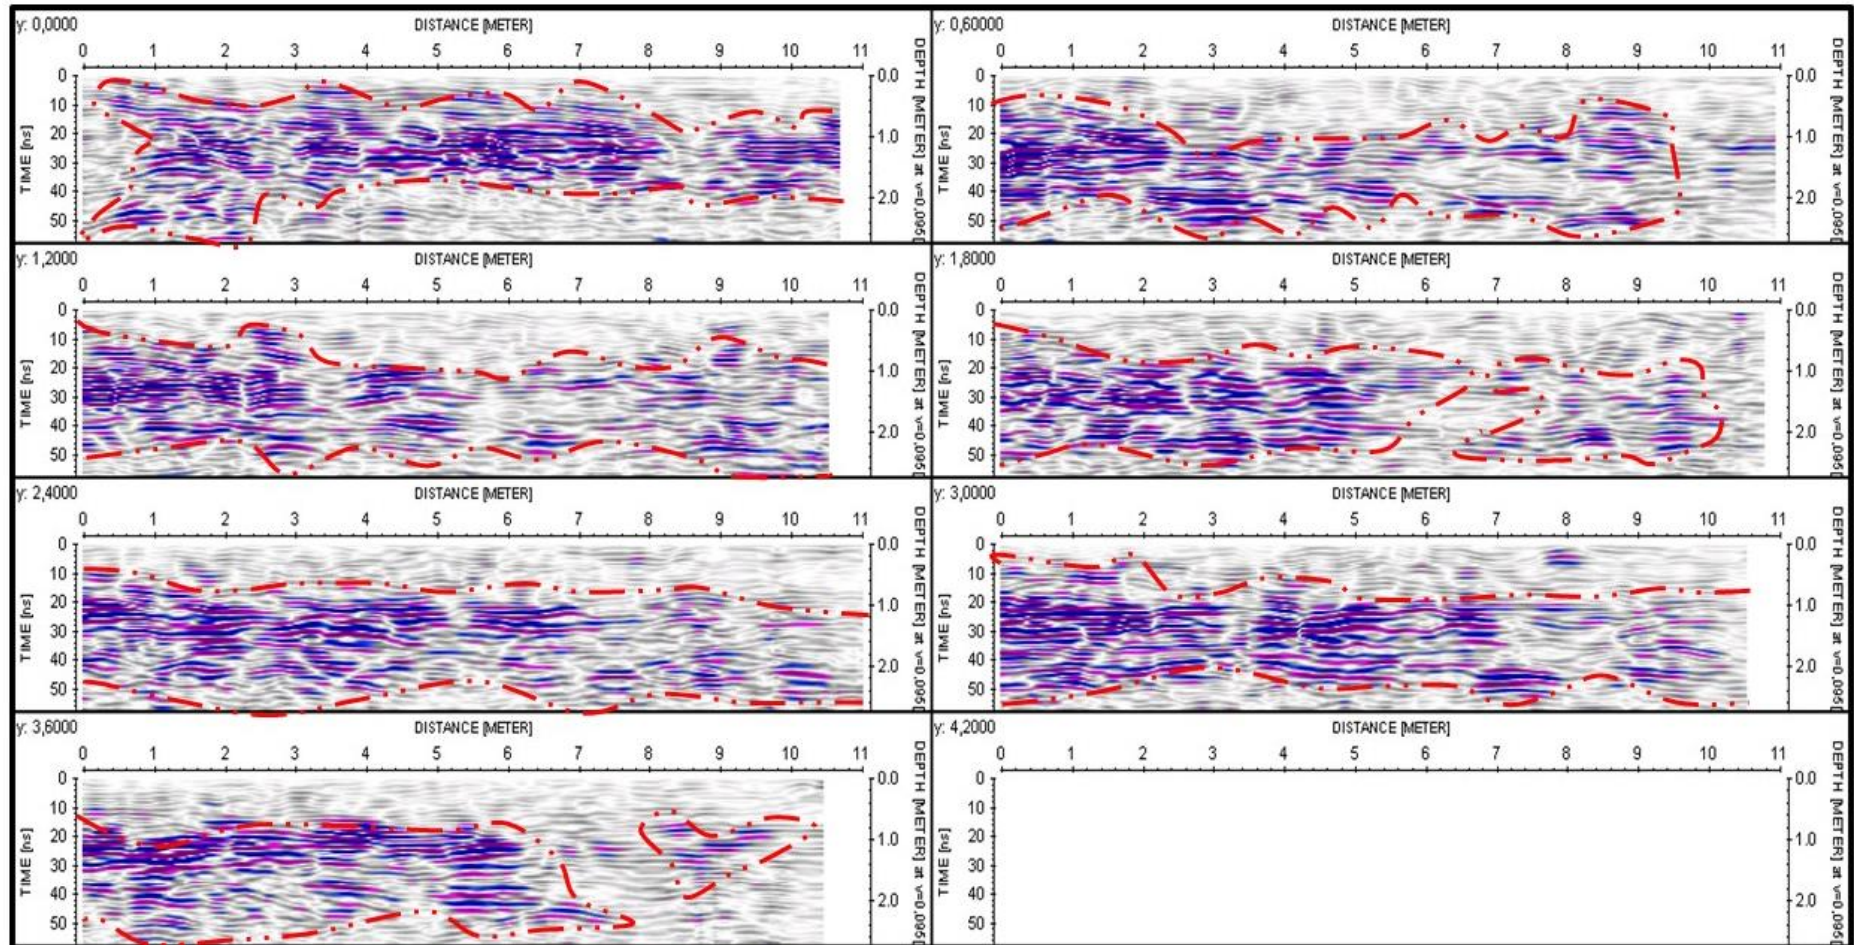 y: 0,0000 DISTANCE [METER]
0 1 2 3 4 5 6 7 8 9 10 11
TIME [ns]
0
10
20
30
40
50
0.0
1.0
2.0
DEPTH [METER] at v=0,095[
y: 0,60000 DISTANCE [METER]
0 1 2 3 4 5 6 7 8 9 10 11
TIME [ns]
0
10
20
30
40
50
0.0
1.0
2.0
DEPTH [METER] at v=0,095[
y: 1,2000 DISTANCE [METER]
0 1 2 3 4 5 6 7 8 9 10 11
TIME [ns]
0
10
20
30
40
50
0.0
1.0
2.0
DEPTH [METER] at v=0,095[
y: 1,8000 DISTANCE [METER]
0 1 2 3 4 5 6 7 8 9 10 11
TIME [ns]
0
10
20
30
40
50
0.0
1.0
2.0
DEPTH [METER] at v=0,095[
y: 2,4000 DISTANCE [METER]
0 1 2 3 4 5 6 7 8 9 10 11
TIME [ns]
0
10
20
30
40
50
0.0
1.0
2.0
DEPTH [METER] at v=0,095[
y: 3,0000 DISTANCE [METER]
0 1 2 3 4 5 6 7 8 9 10 11
TIME [ns]
0
10
20
30
40
50
0.0
1.0
2.0
DEPTH [METER] at v=0,095[
y: 3,6000 DISTANCE [METER]
0 1 2 3 4 5 6 7 8 9 10 11
TIME [ns]
0
10
20
30
40
50
0.0
1.0
2.0
DEPTH [METER] at v=0,095[
y: 4,2000 DISTANCE [METER]
0 1 2 3 4 5 6 7 8 9 10 11
TIME [ns]
0
10
20
30
40
50
0.0
1.0
2.0
DEPTH [METER] at v=0,095[